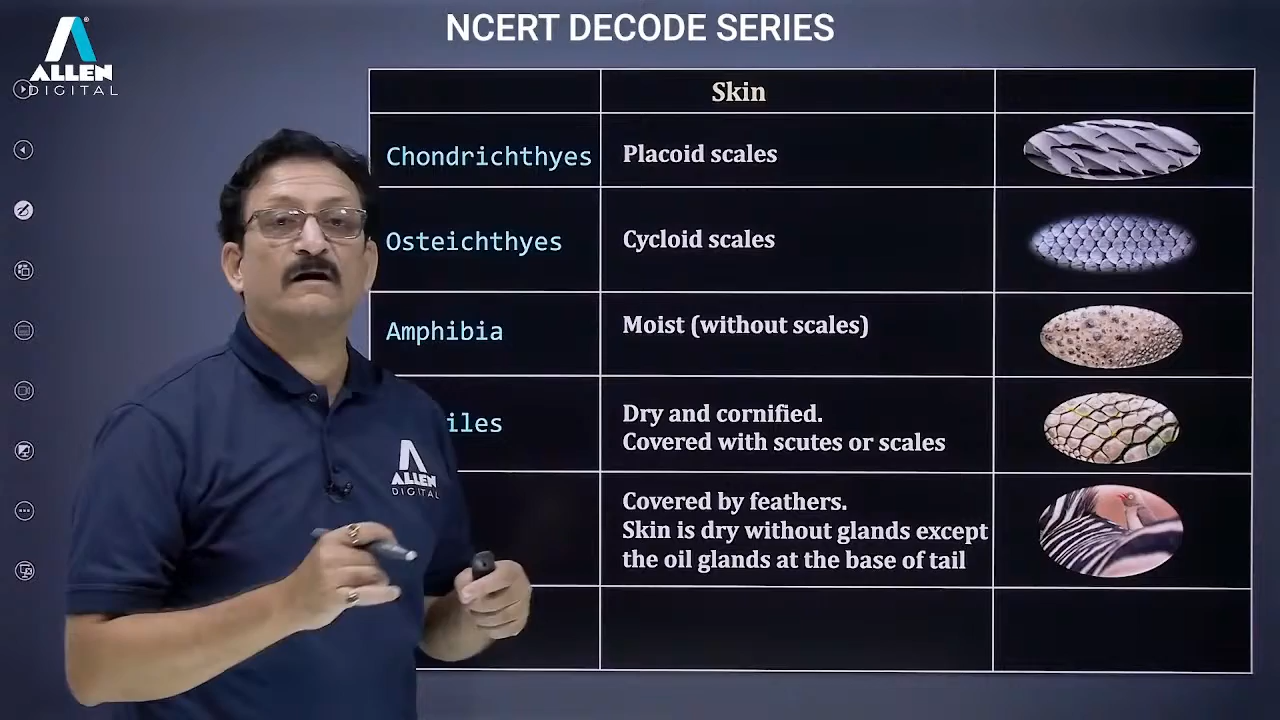 NCERT DECODE SERIES
ALLEN
DIGITAL
Skin
Chondrichthyes
Placoid scales
Osteichthyes
Cycloid scales
Amphibia
Moist (without scales)
iles
Dry and cornified.
Covered with scutes or scales
Covered by feathers.
Skin is dry without glands except
the oil glands at the base of tail
ALLEN
DIGITAL